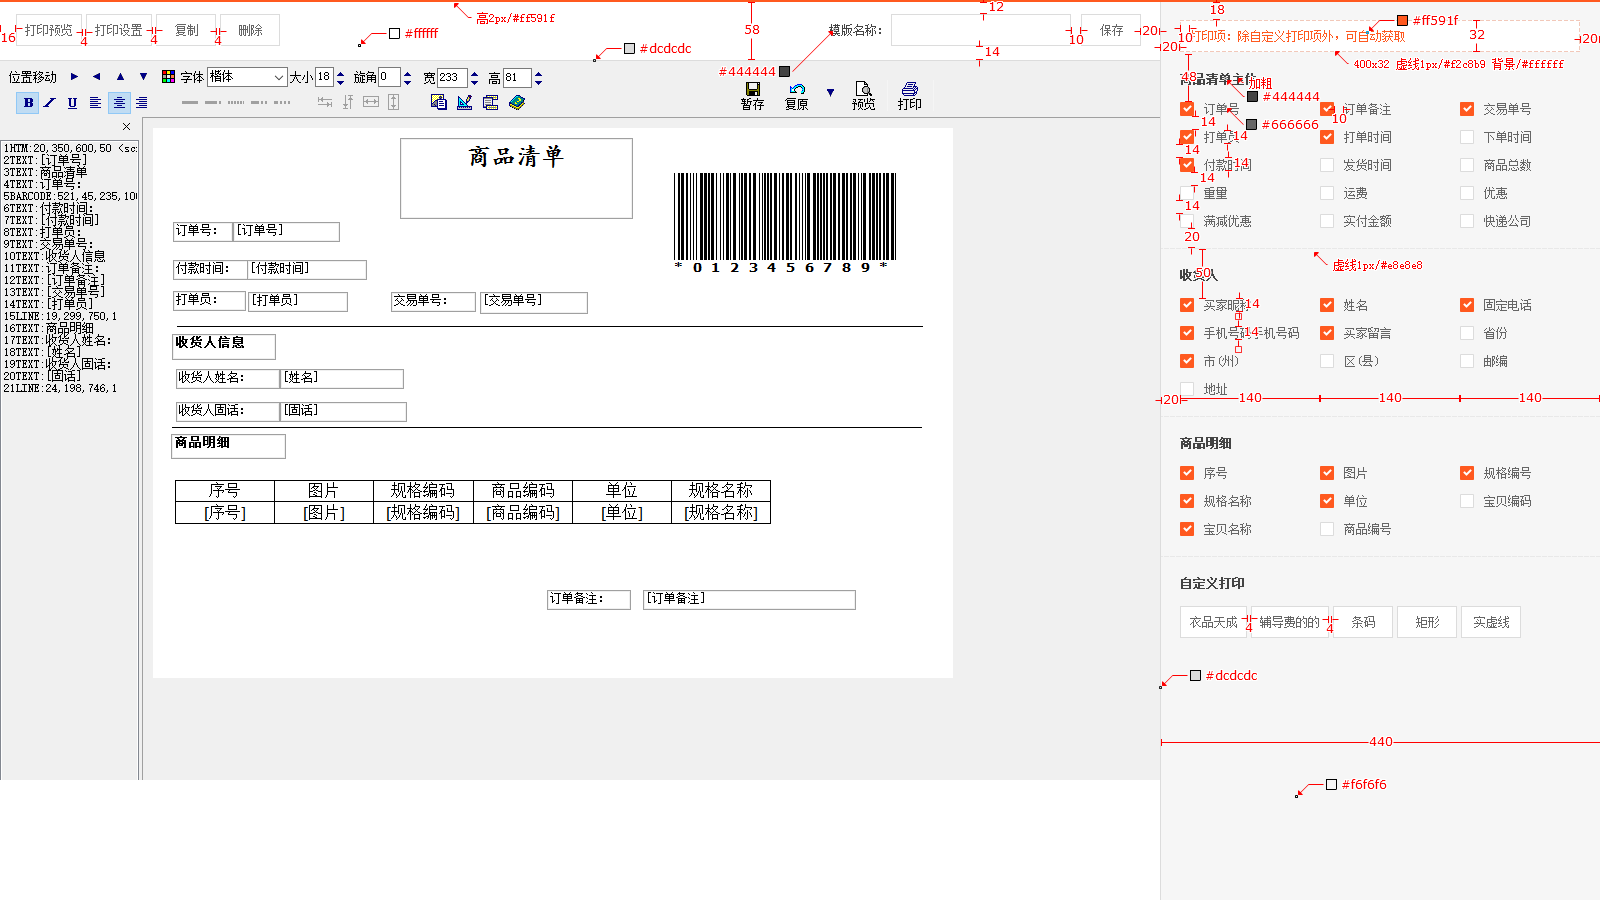 高2px/#ff591f
打印预览 打印设置 复制 删除
#ffffff
#dcdcdc
#444444
58
模版名称:
保存
12
14
16
4
4
4
10
20
18
#ff591f
打印项: 除自定义打印项外, 可自动获取
32
10
20
20
400x32 虚线1px/#f2c8b9 背景/#ffffff
位置移动 字体 楷体 大小 18 旋角 0 宽 233 高 81
B I U
暂存 复原 预览 打印
1HTM:20,350,600,50 <sc
2TEXT:[订单号]
3TEXT:商品清单
4TEXT:订单号:
5BARCODE:521,45,235,10
6TEXT:付款时间:
7TEXT:[付款时间]
8TEXT:打单员:
9TEXT:交易单号:
10TEXT:收货人信息
11TEXT:订单备注:
12TEXT:[订单备注]
13TEXT:[交易单号]
14TEXT:[打单员]
15LINE:19,299,750,1
16TEXT:商品明细
17TEXT:收货人姓名:
18TEXT:[姓名]
19TEXT:收货人固话:
20TEXT:[固话]
21LINE:24,198,746,1
商品清单
*0123456789*
订单号: [订单号]
付款时间: [付款时间]
打单员: [打单员] 交易单号: [交易单号]
收货人信息
收货人姓名: [姓名]
收货人固话: [固话]
商品明细
序号 图片 规格编码 商品编码 单位 规格名称
[序号] [图片] [规格编码] [商品编码] [单位] [规格名称]
订单备注: [订单备注]
48
加粗
#444444
#666666
10
订单号 订单备注 交易单号
打单员 打单时间 下单时间
付款时间 发货时间 商品总数
重量 运费 优惠
满减优惠 实付金额 快递公司
14
14
14
14
14
14
20
虚线1px/#e8e8e8
收货人
50
买家昵称 姓名 固定电话
手机号码手机号码 买家留言 省份
市(州) 区(县) 邮编
地址
14
14
20
140
140
140
商品明细
序号 图片 规格编号
规格名称 单位 宝贝编码
宝贝名称 商品编号
自定义打印
衣品天成 辅导费的的 条码 矩形 实虚线
4
4
#dcdcdc
440
#f6f6f6